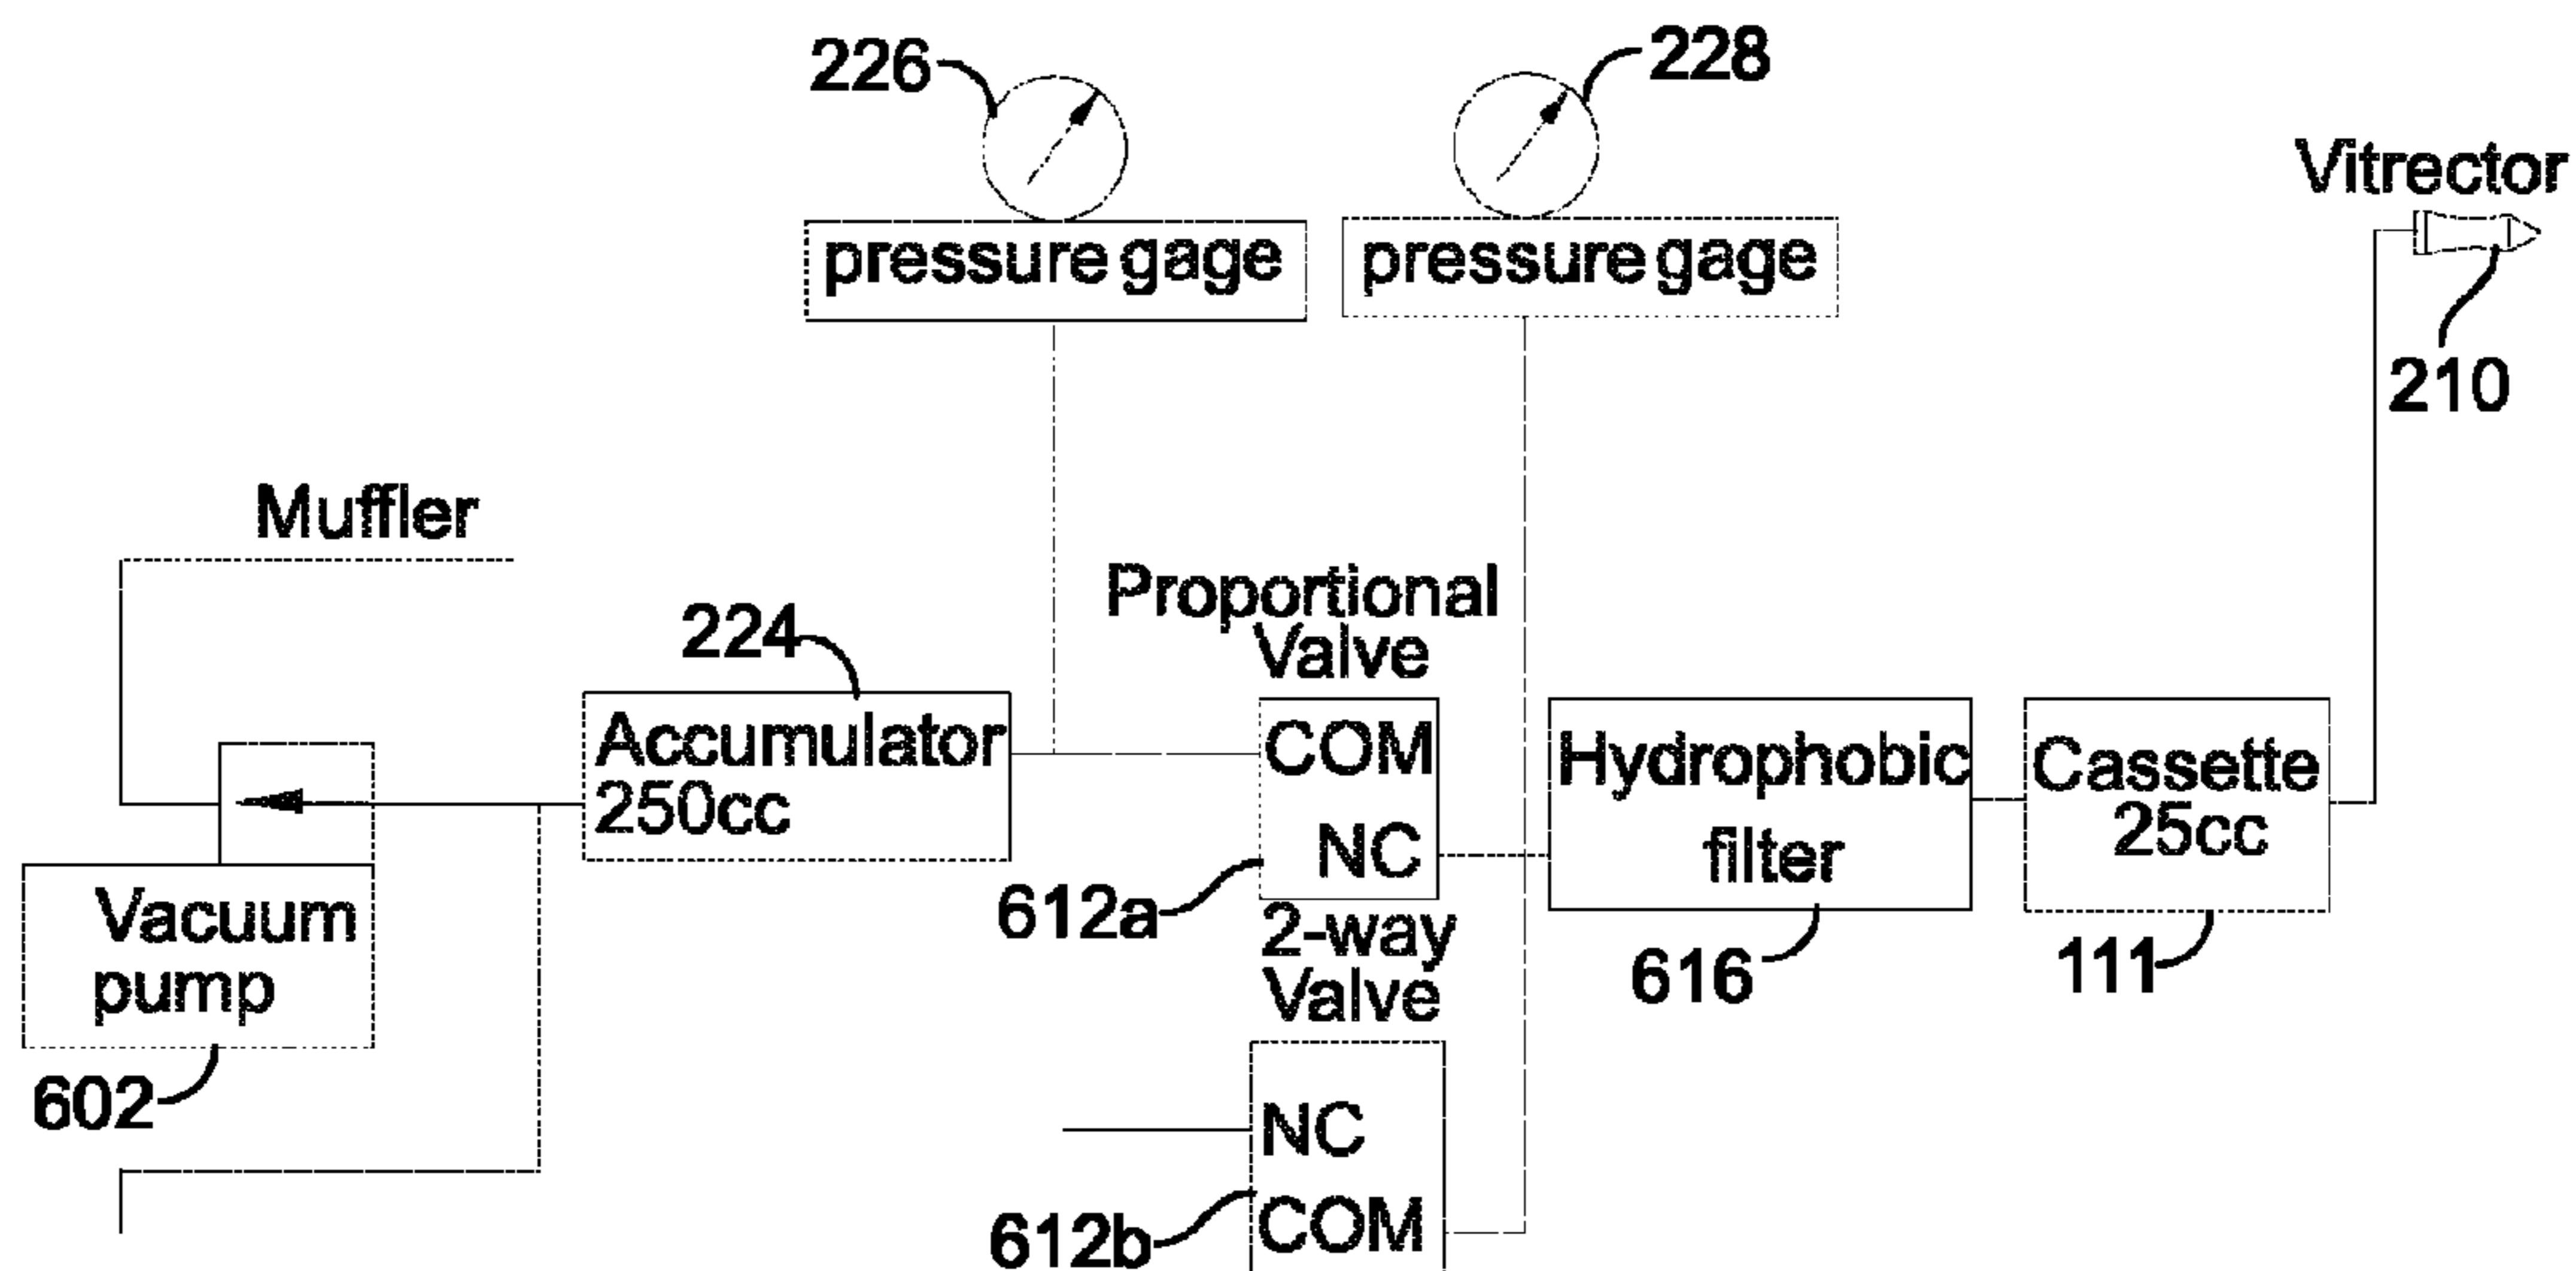 226
228
Vitrector
pressure gage
pressure gage
210
Muffler
Proportional
Valve
224
Accumulator
250cc
COM
NC
Hydrophobic
filter
Cassette
25cc
Vacuum
pump
612a
2-way
Valve
616
111
602
NC
COM
612b